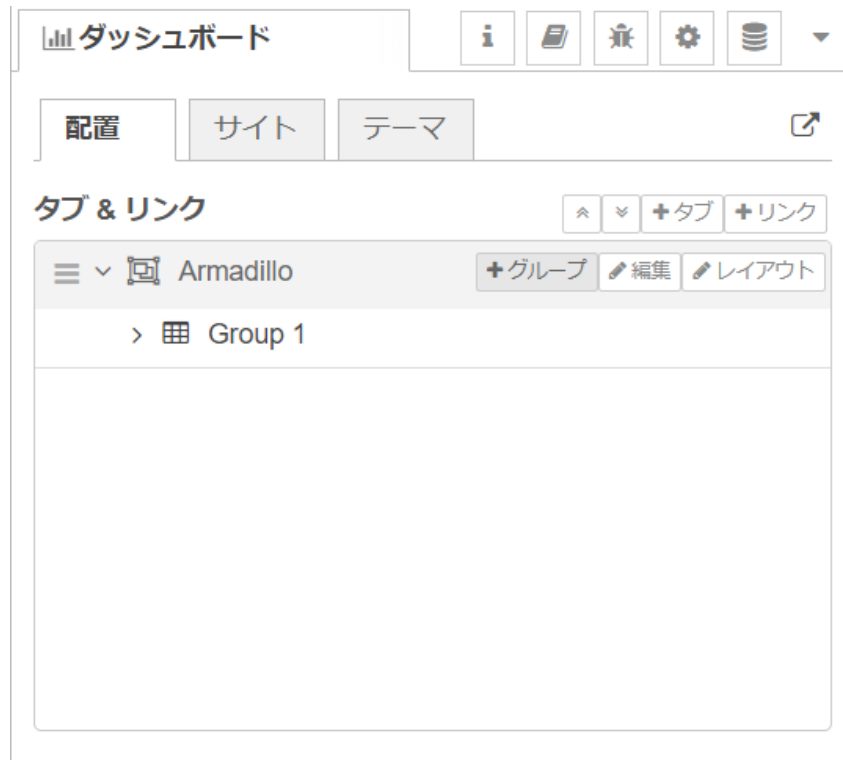 ダッシュボード
配置 サイト テーマ
タブ & リンク +タブ +リンク
Armadillo +グループ 編集 レイアウト
Group 1